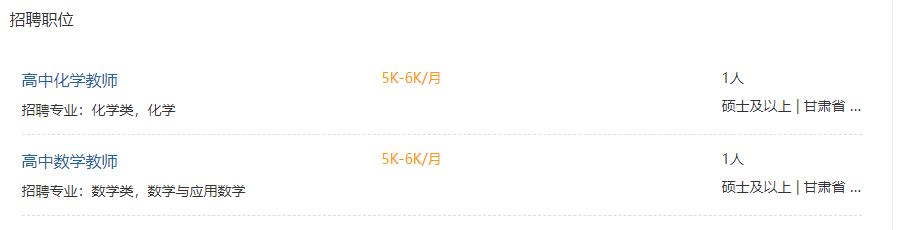 招聘职位
高中化学教师 5K-6K/月 1人
招聘专业：化学类，化学 硕士及以上 | 甘肃省 ...
高中数学教师 5K-6K/月 1人
招聘专业：数学类，数学与应用数学 硕士及以上 | 甘肃省 ...